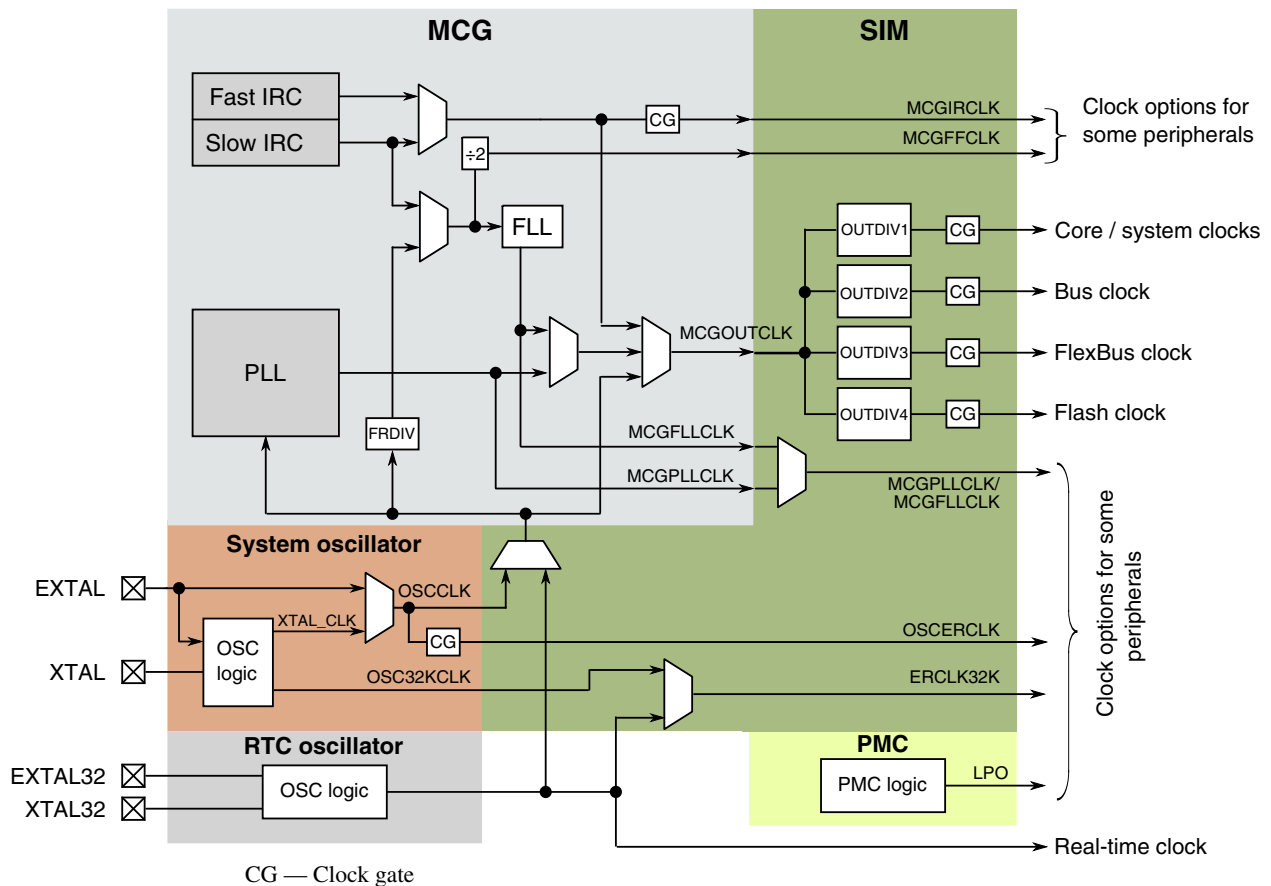 MCG
SIM
Fast IRC
Slow IRC
CG
MCGIRCLK
MCGFFCLK
Clock options for
some peripherals
÷2
FLL
OUTDIV1
CG
Core / system clocks
OUTDIV2
CG
Bus clock
PLL
MCGOUTCLK
OUTDIV3
CG
FlexBus clock
OUTDIV4
CG
Flash clock
FRDIV
MCGFLLCLK
MCGPLLCLK
MCGPLLCLK/
MCGFLLCLK
Clock options for some
peripherals
System oscillator
EXTAL
OSCCLK
XTAL_CLK
OSC
logic
CG
OSCERCLK
XTAL
OSC32KCLK
ERCLK32K
RTC oscillator
PMC
EXTAL32
XTAL32
OSC logic
PMC logic
LPO
Real-time clock
CG — Clock gate